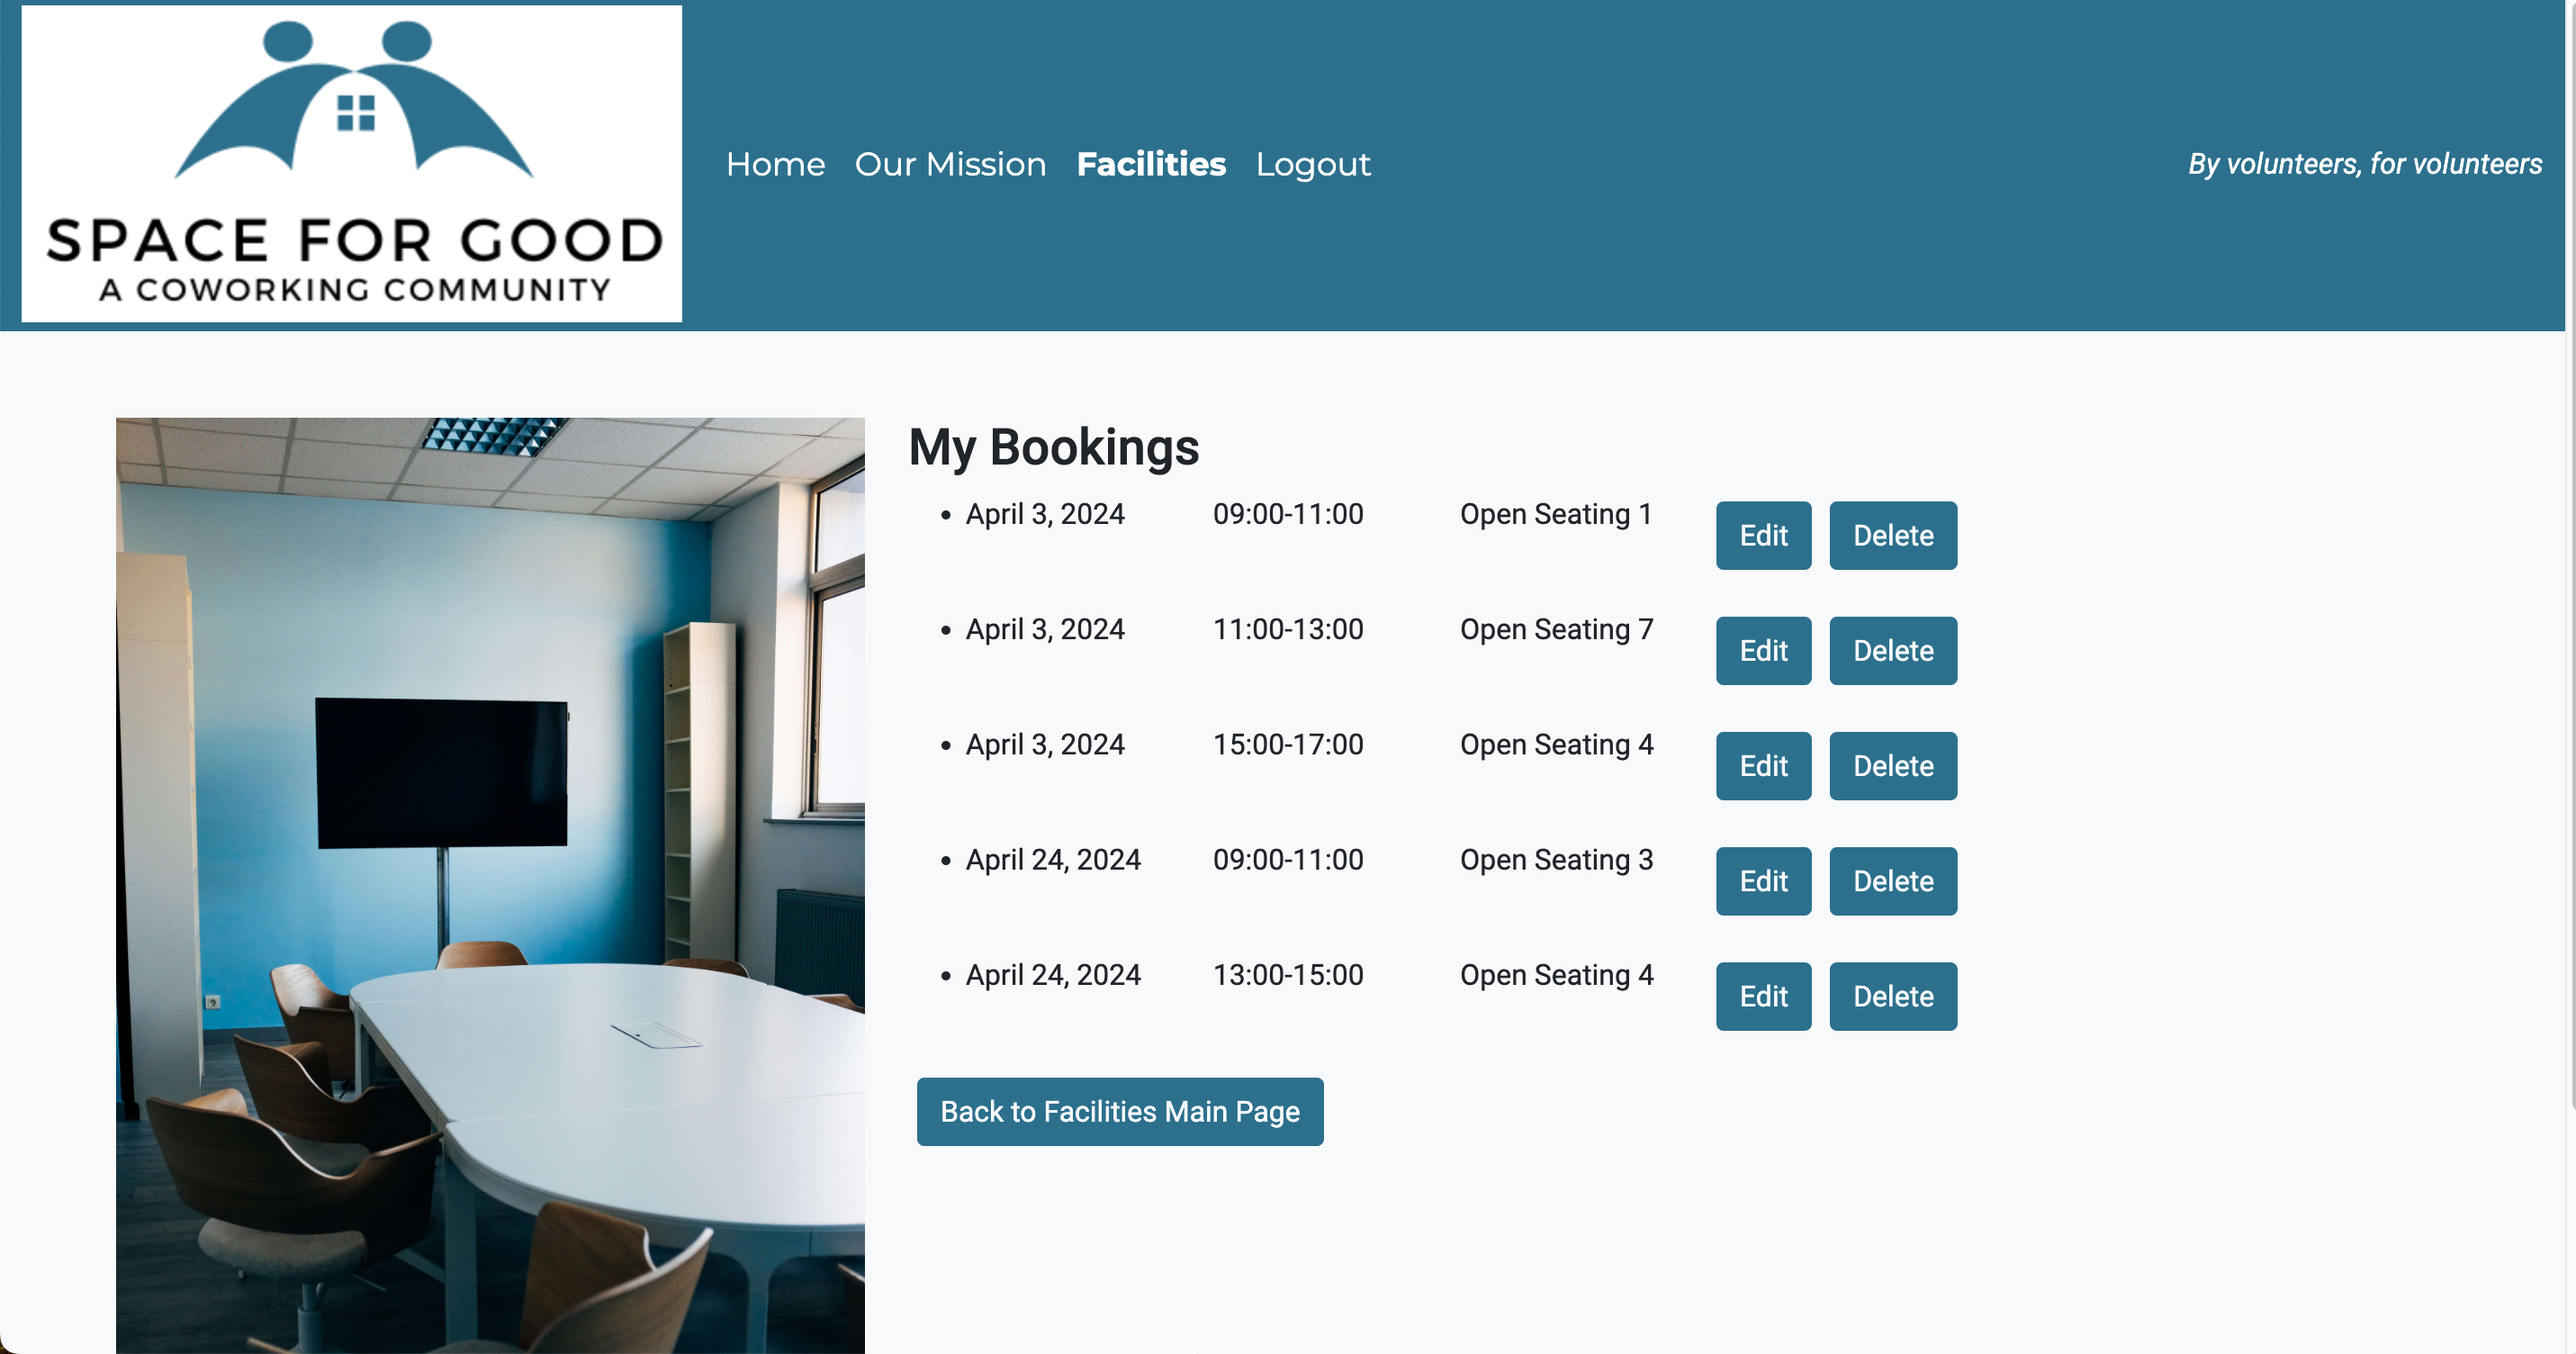 SPACE FOR GOOD
A COWORKING COMMUNITY
Home Our Mission Facilities Logout
By volunteers, for volunteers
My Bookings
• April 3, 2024 09:00-11:00 Open Seating 1 Edit Delete
• April 3, 2024 11:00-13:00 Open Seating 7 Edit Delete
• April 3, 2024 15:00-17:00 Open Seating 4 Edit Delete
• April 24, 2024 09:00-11:00 Open Seating 3 Edit Delete
• April 24, 2024 13:00-15:00 Open Seating 4 Edit Delete
Back to Facilities Main Page